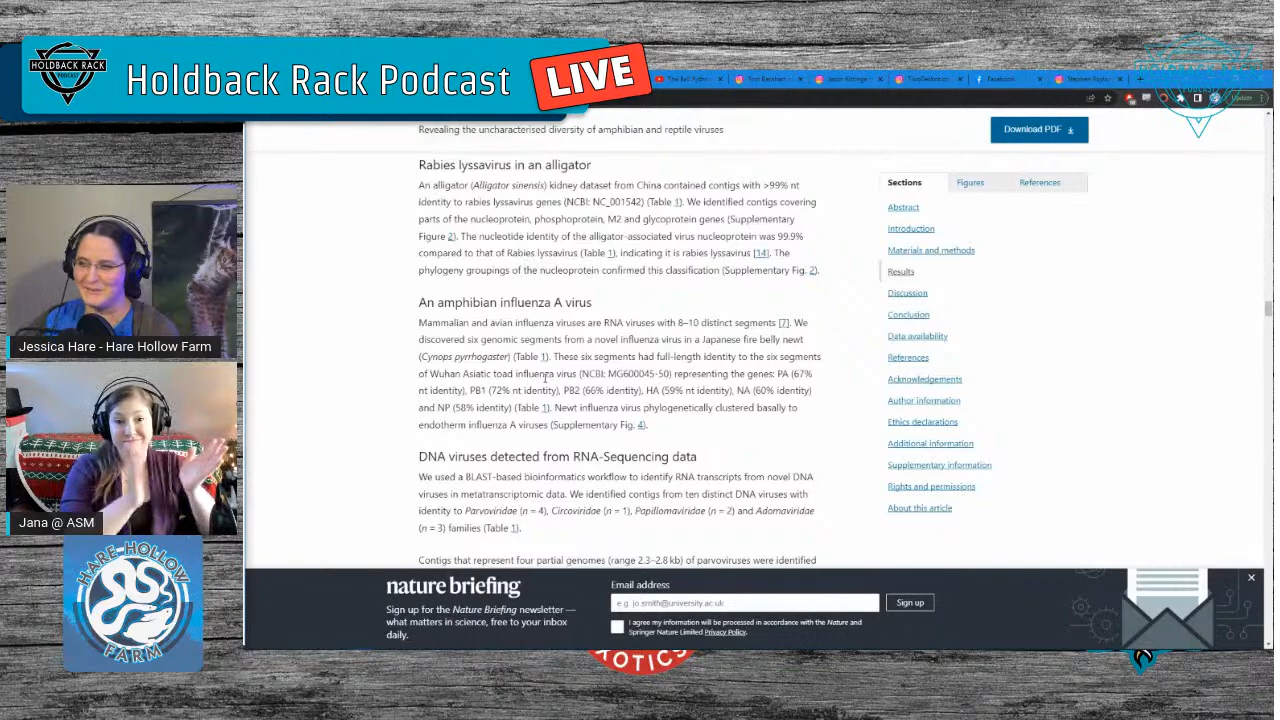 HOLDBACK RACK
PODCAST
Holdback Rack Podcast
LIVE
Facebook
Update
Revealing the uncharacterised diversity of amphibian and reptile viruses
Download PDF
Rabies lyssavirus in an alligator
An alligator (Alligator sinensis) kidney dataset from China contained contigs with >99% nt
identity to rabies lyssavirus genes (NCBI: NC_001542) (Table 1). We identified contigs covering
parts of the nucleoprotein, phosphoprotein, M2 and glycoprotein genes (Supplementary
Figure 2). The nucleotide identity of the alligator-associated virus nucleoprotein was 99.9%
compared to that of Rabies lyssavirus (Table 1), indicating it is rabies lyssavirus [14]. The
phylogeny groupings of the nucleoprotein confirmed this classification (Supplementary Fig. 2).
An amphibian influenza A virus
Mammalian and avian influenza viruses are RNA viruses with 8–10 distinct segments [7]. We
discovered six genomic segments from a novel influenza virus in a Japanese fire belly newt
(Cynops pyrrhogaster) (Table 1). These six segments had full-length identity to the six segments
of Wuhan Asiatic toad influenza virus (NCBI: MG600045-50) representing the genes: PA (67%
nt identity), PB1 (72% nt identity), PB2 (66% identity), HA (59% nt identity), NA (60% identity)
and NP (58% identity) (Table 1). Newt influenza virus phylogenetically clustered basally to
endotherm influenza A viruses (Supplementary Fig. 4).
DNA viruses detected from RNA-Sequencing data
We used a BLAST-based bioinformatics workflow to identify RNA transcripts from novel DNA
viruses in metatranscriptomic data. We identified contigs from ten distinct DNA viruses with
identity to Parvoviridae (n = 4), Circoviridae (n = 1), Papillomaviridae (n = 2) and Adomaviridae
(n = 3) families (Table 1).
Contigs that represent four partial genomes (range 2.3–2.8 kb) of parvoviruses were identified
Sections
Figures
References
Abstract
Introduction
Materials and methods
Results
Discussion
Conclusion
Data availability
References
Acknowledgements
Author information
Ethics declarations
Additional information
Supplementary information
Rights and permissions
About this article
Jessica Hare - Hare Hollow Farm
Jana @ ASM
HARE HOLLOW
FARM
nature briefing
Sign up for the Nature Briefing newsletter —
what matters in science, free to your inbox
daily.
Email address
e.g. jo.smith@university.ac.uk
Sign up
I agree my information will be processed in accordance with the Nature and
Springer Nature Limited Privacy Policy.
OTICS